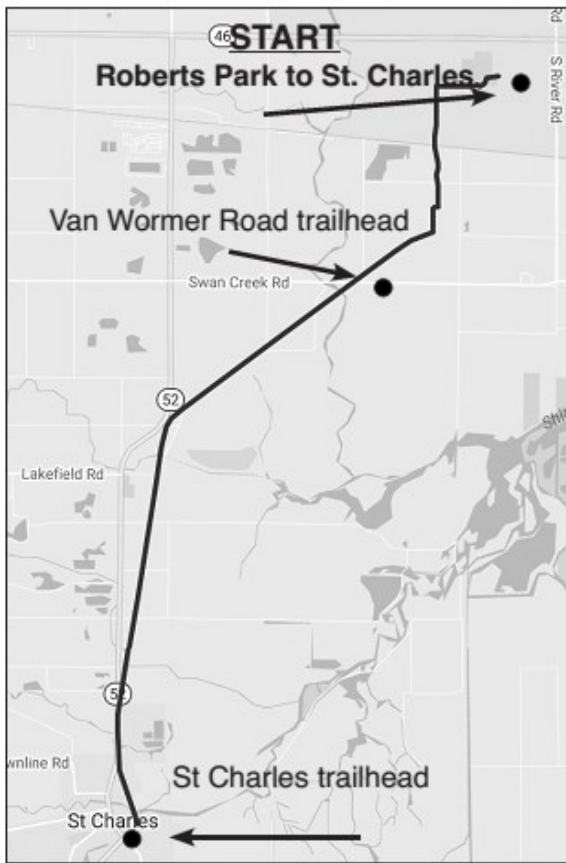 46
START
Rd
S River Rd
Roberts Park to St. Charles
Van Wormer Road trailhead
Swan Creek Rd
52
Lakefield Rd
52
wnline Rd
St Charles trailhead
St Charles